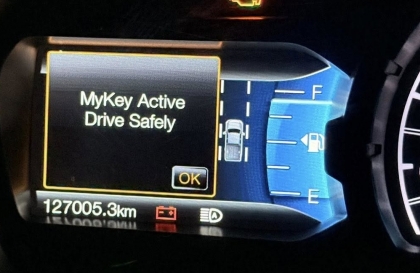 MyKey Active
Drive Safely
OK
F
E
127005.3km